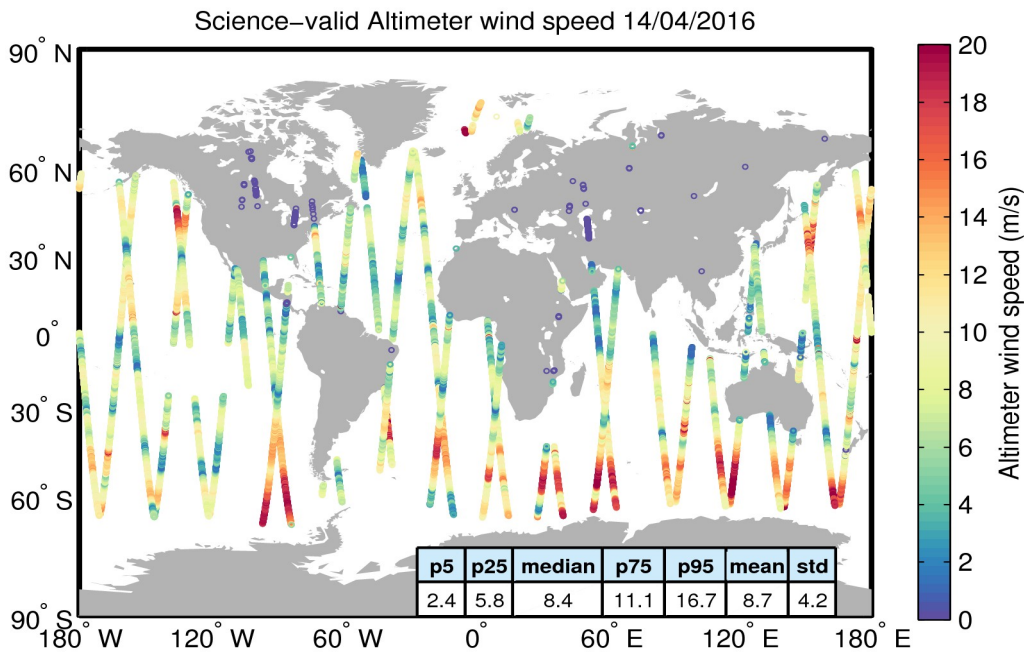 Science−valid Altimeter wind speed 14/04/2016
90° N
60° N
30° N
0°
30° S
60° S
90° S
180° W
120° W
60° W
0°
60° E
120° E
180° E
p5 p25 median p75 p95 mean std
2.4 5.8 8.4 11.1 16.7 8.7 4.2
20
18
16
14
12
10
8
6
4
2
0
Altimeter wind speed (m/s)